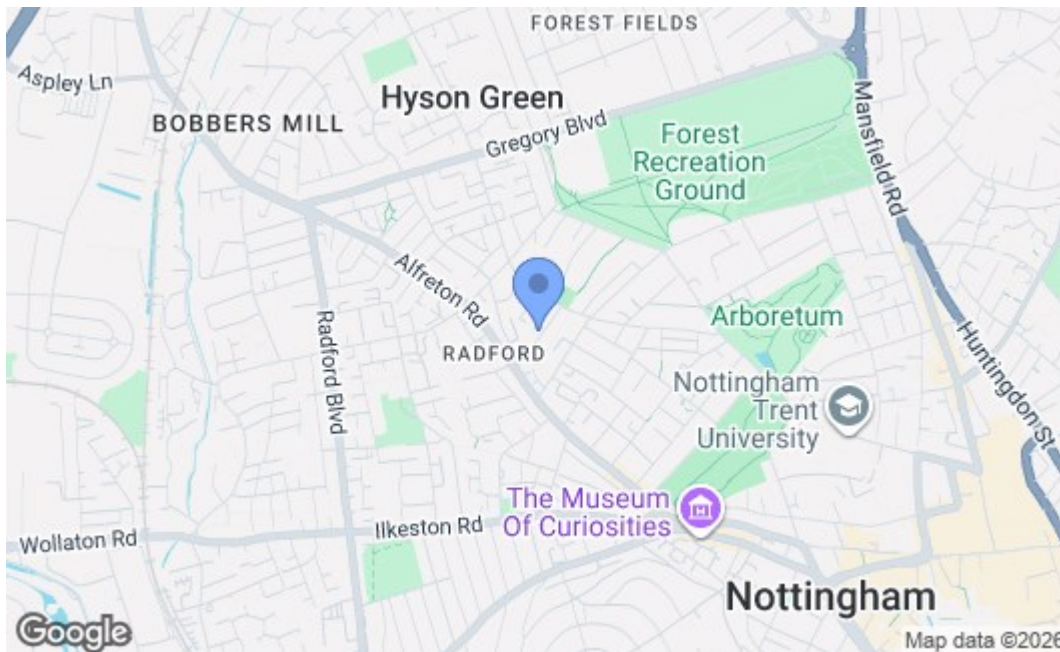 FOREST FIELDS
Aspley Ln
Hyson Green
Mansfield Rd
BOBBERS MILL
Gregory Blvd
Forest
Recreation
Ground
Alfreton Rd
Arboretum
RADFORD
Radford Blvd
Huntingdon St
Nottingham
Trent
University
The Museum
Of Curiosities
Ilkeston Rd
Wollaton Rd
Nottingham
Google
Map data ©2026